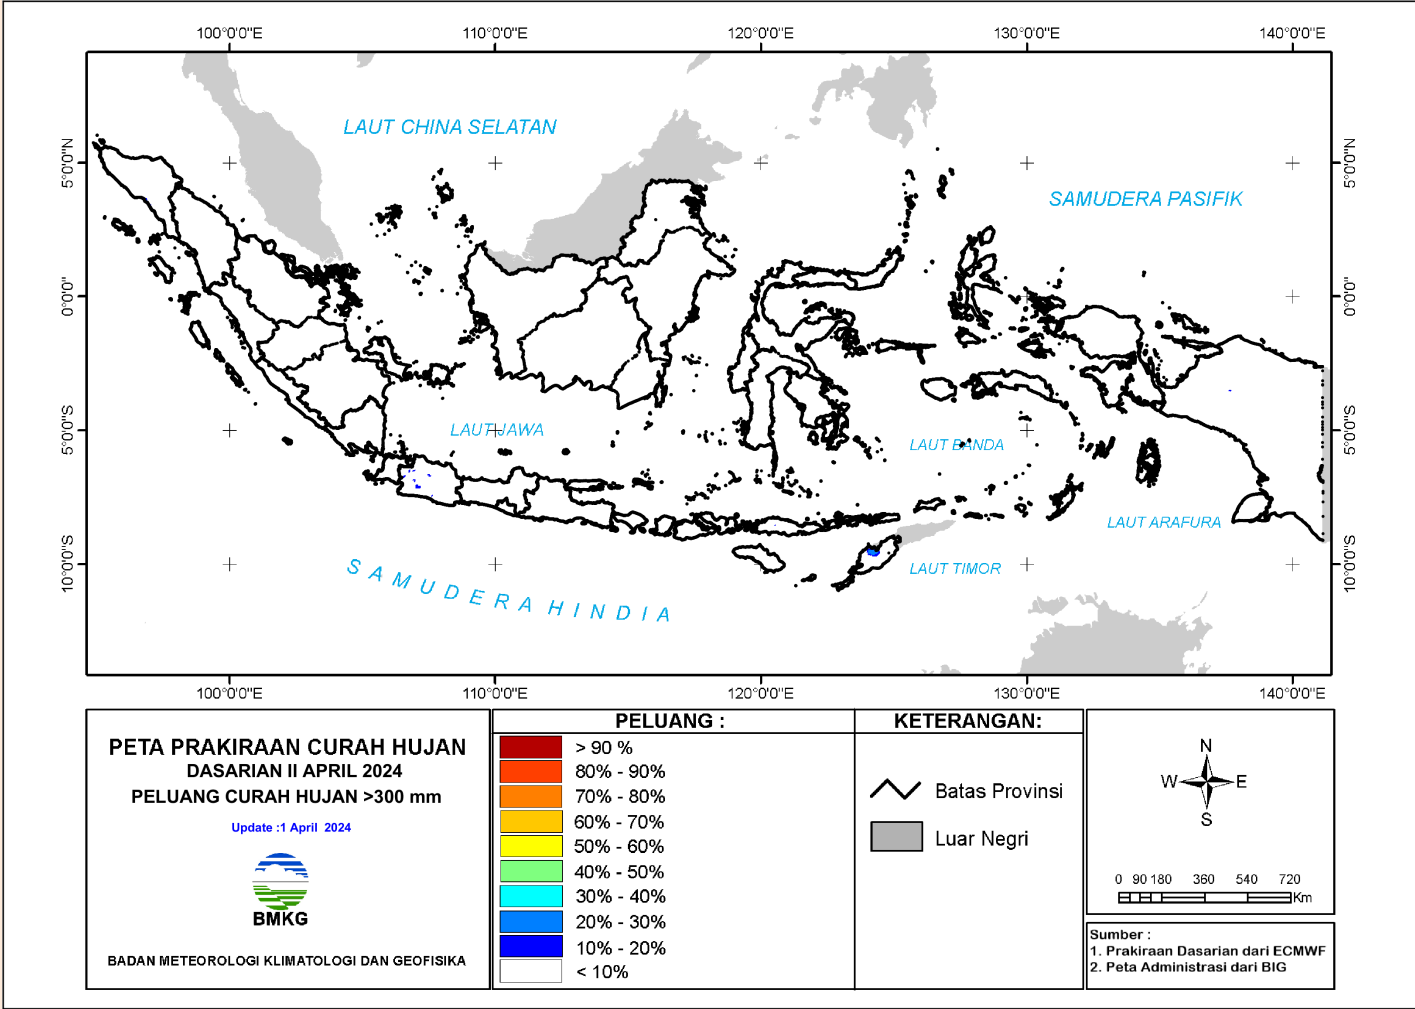 100°0'0"E 110°0'0"E 120°0'0"E 130°0'0"E 140°0'0"E
5°0'0"N 0°0'0" 5°0'0"S 10°0'0"S
LAUT CHINA SELATAN
SAMUDERA PASIFIK
LAUT JAWA
LAUT BANDA
LAUT ARAFURA
LAUT TIMOR
SAMUDERA HINDIA
5°0'0"N 0°0'0" 5°0'0"S 10°0'0"S
100°0'0"E 110°0'0"E 120°0'0"E 130°0'0"E 140°0'0"E
PETA PRAKIRAAN CURAH HUJAN
DASARIAN II APRIL 2024
PELUANG CURAH HUJAN >300 mm
Update :1 April 2024
BMKG
BADAN METEOROLOGI KLIMATOLOGI DAN GEOFISIKA
PELUANG :
> 90 %
80% - 90%
70% - 80%
60% - 70%
50% - 60%
40% - 50%
30% - 40%
20% - 30%
10% - 20%
< 10%
KETERANGAN:
Batas Provinsi
Luar Negri
N
W E
S
0 90 180 360 540 720
Km
Sumber :
1. Prakiraan Dasarian dari ECMWF
2. Peta Administrasi dari BIG